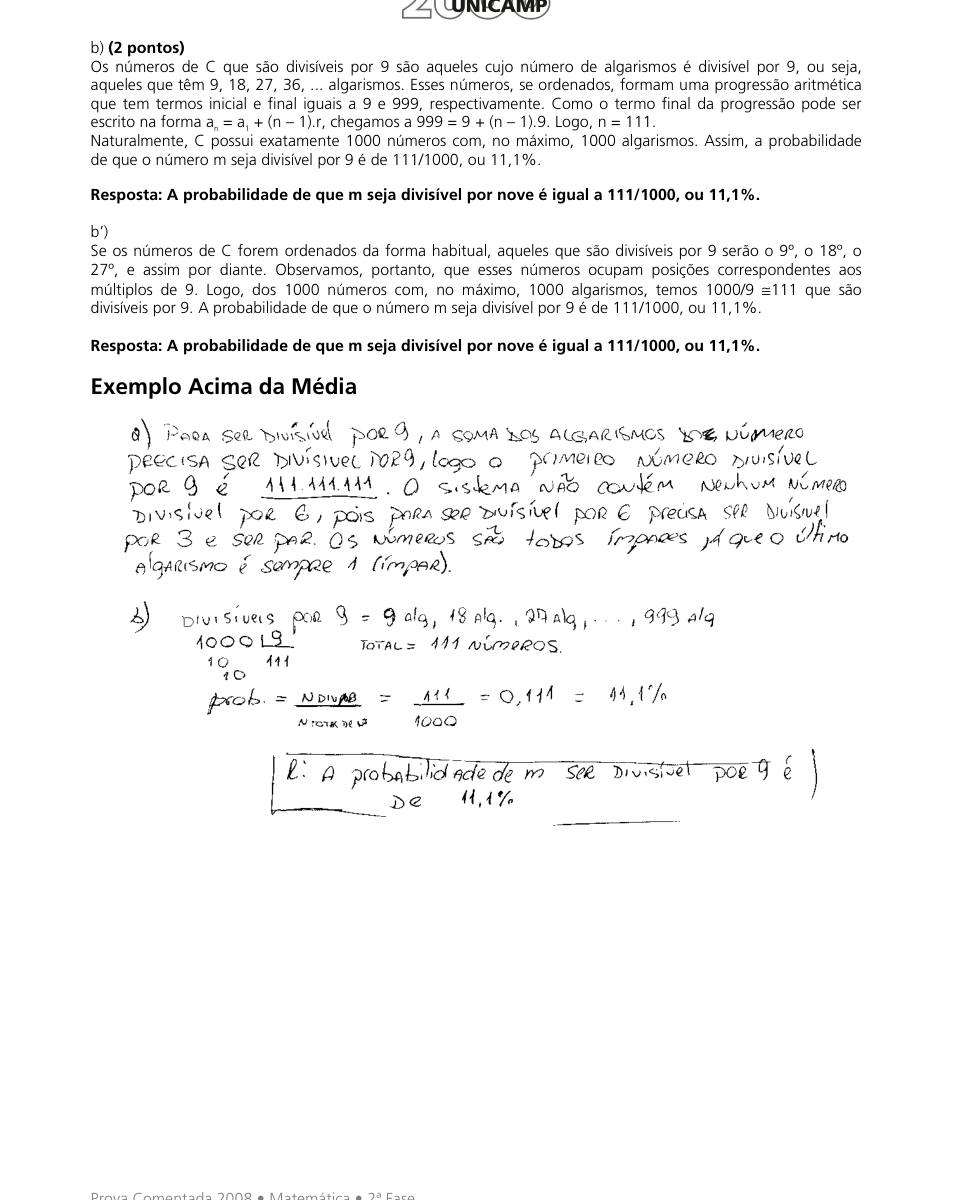 2008
UNICAMP
b) (2 pontos)
Os números de C que são divisíveis por 9 são aqueles cujo número de algarismos é divisível por 9, ou seja,
aqueles que têm 9, 18, 27, 36, ... algarismos. Esses números, se ordenados, formam uma progressão aritmética
que tem termos inicial e final iguais a 9 e 999, respectivamente. Como o termo final da progressão pode ser
escrito na forma aₙ = a₁ + (n – 1).r, chegamos a 999 = 9 + (n – 1).9. Logo, n = 111.
Naturalmente, C possui exatamente 1000 números com, no máximo, 1000 algarismos. Assim, a probabilidade
de que o número m seja divisível por 9 é de 111/1000, ou 11,1%.
Resposta: A probabilidade de que m seja divisível por nove é igual a 111/1000, ou 11,1%.
b’)
Se os números de C forem ordenados da forma habitual, aqueles que são divisíveis por 9 serão o 9º, o 18º, o
27º, e assim por diante. Observamos, portanto, que esses números ocupam posições correspondentes aos
múltiplos de 9. Logo, dos 1000 números com, no máximo, 1000 algarismos, temos 1000/9 ≅111 que são
divisíveis por 9. A probabilidade de que o número m seja divisível por 9 é de 111/1000, ou 11,1%.
Resposta: A probabilidade de que m seja divisível por nove é igual a 111/1000, ou 11,1%.
Exemplo Acima da Média
a) PARA SER DIVISÍVEL POR 9, A SOMA DOS ALGARISMOS NÚMERO
PRECISA SER DIVISIVEL POR 9, logo o primeiro número divisível
POR 9 é 111.111.111. O SISTEMA NÃO contém nenhum número
DIVISÍVEL por 6, pois para ser divisível por 6 precisa ser divisivel
POR 3 e SER PAR. Os números são todos ímpares já que o último
Algarismo é sempre 1 (ímpar).
b) DIVISÍVEIS por 9 = 9 alg, 18 Alg., 27 Alg, ..., 999 Alg
1000 9 TOTAL = 111 NÚMEROS.
10 111
10
prob. = = 111 = 0,111 = 11,1%
1000
R: A probabilidade de m SER DIVISÍVEL POR 9 é
DE 11,1%
Prova Comentada 2008 • Matemática • 2ª Fase